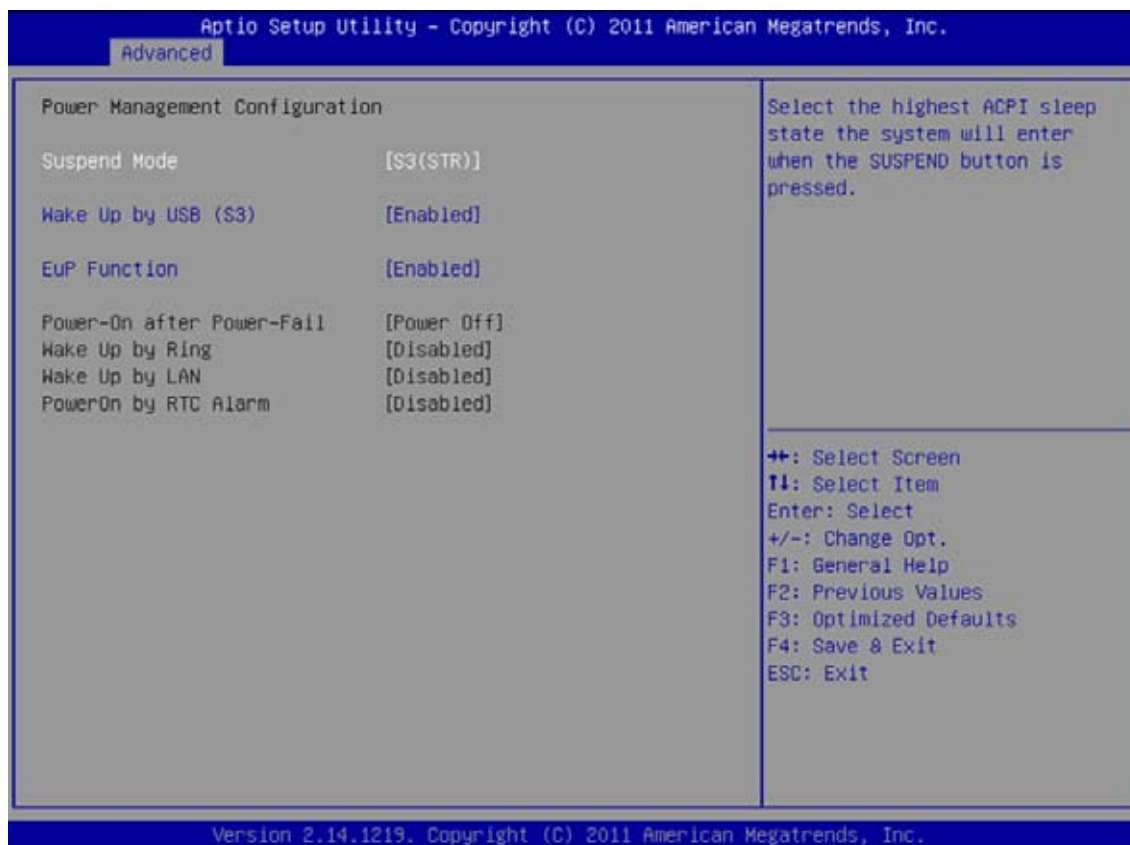 Aptio Setup Utility – Copyright (C) 2011 American Megatrends, Inc.
Advanced
Power Management Configuration
Suspend Mode [S3(STR)]
Wake Up by USB (S3) [Enabled]
EuP Function [Enabled]
Power-On after Power-Fail [Power Off]
Wake Up by Ring [Disabled]
Wake Up by LAN [Disabled]
PowerOn by RTC Alarm [Disabled]
Select the highest ACPI sleep
state the system will enter
when the SUSPEND button is
pressed.
→←: Select Screen
↑↓: Select Item
Enter: Select
+/-: Change Opt.
F1: General Help
F2: Previous Values
F3: Optimized Defaults
F4: Save & Exit
ESC: Exit
Version 2.14.1219. Copyright (C) 2011 American Megatrends, Inc.